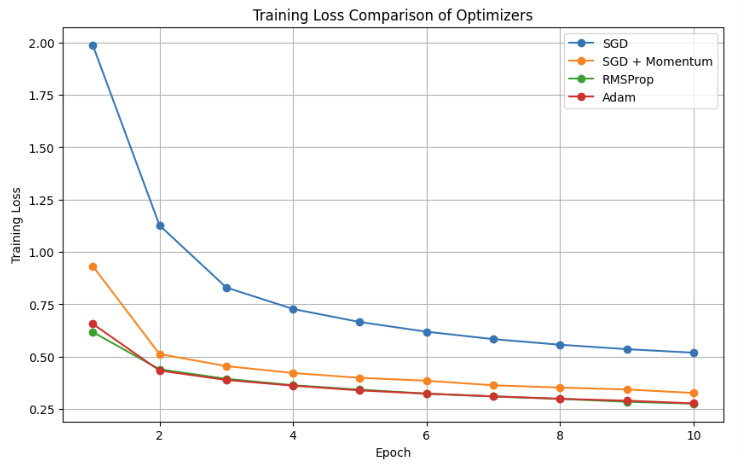 Training Loss Comparison of Optimizers
SGD
SGD + Momentum
RMSProp
Adam
Training Loss
2.00
1.75
1.50
1.25
1.00
0.75
0.50
0.25
2
4
6
8
10
Epoch